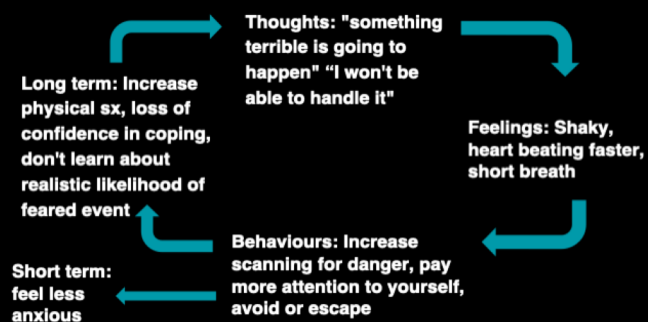 Thoughts: "something
terrible is going to
happen" “I won't be
able to handle it"
Feelings: Shaky,
heart beating faster,
short breath
Behaviours: Increase
scanning for danger, pay
more attention to yourself,
avoid or escape
Short term:
feel less
anxious
Long term: Increase
physical sx, loss of
confidence in coping,
don't learn about
realistic likelihood of
feared event